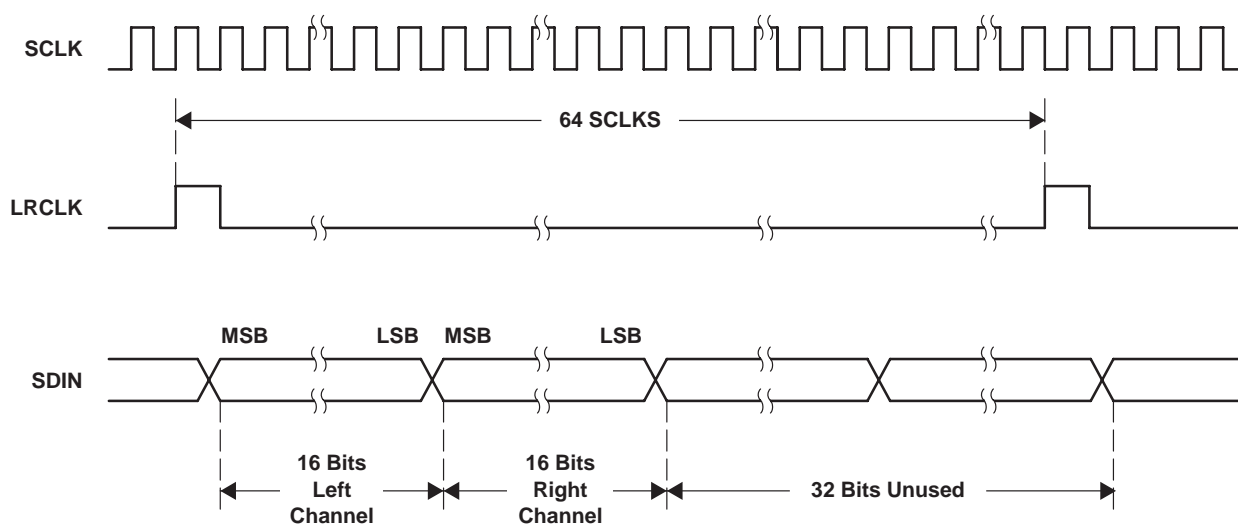 SCLK
64 SCLKS
LRCLK
MSB
LSB
MSB
LSB
SDIN
16 Bits
Left
Channel
16 Bits
Right
Channel
32 Bits Unused